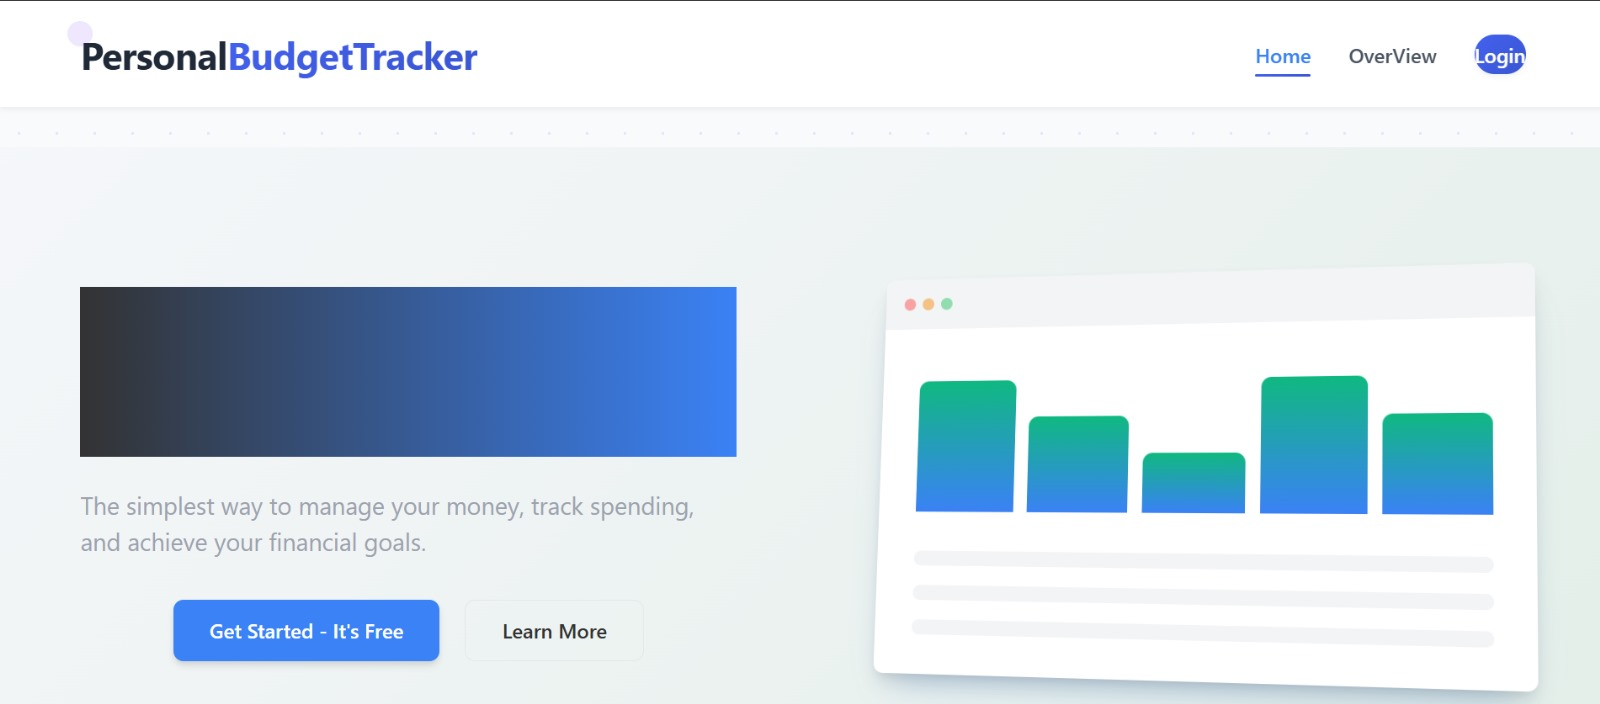 PersonalBudgetTracker
Home OverView Login
The simplest way to manage your money, track spending,
and achieve your financial goals.
Get Started - It's Free Learn More